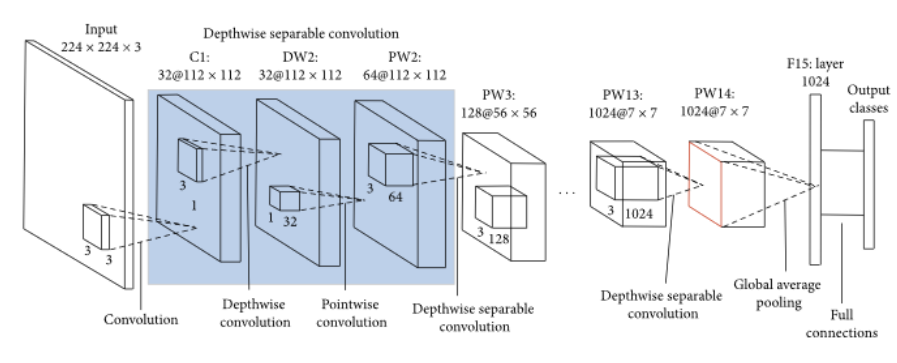 Input
224 × 224 × 3
Depthwise separable convolution
C1:
32@112 × 112
DW2:
32@112 × 112
PW2:
64@112 × 112
PW3:
128@56 × 56
PW13:
1024@7 × 7
PW14:
1024@7 × 7
F15: layer
1024
Output
classes
3
3
3
1
1
32
3
64
3
128
...
3
1024
Convolution
Depthwise
convolution
Pointwise
convolution
Depthwise separable
convolution
Depthwise separable
convolution
Global average
pooling
Full
connections